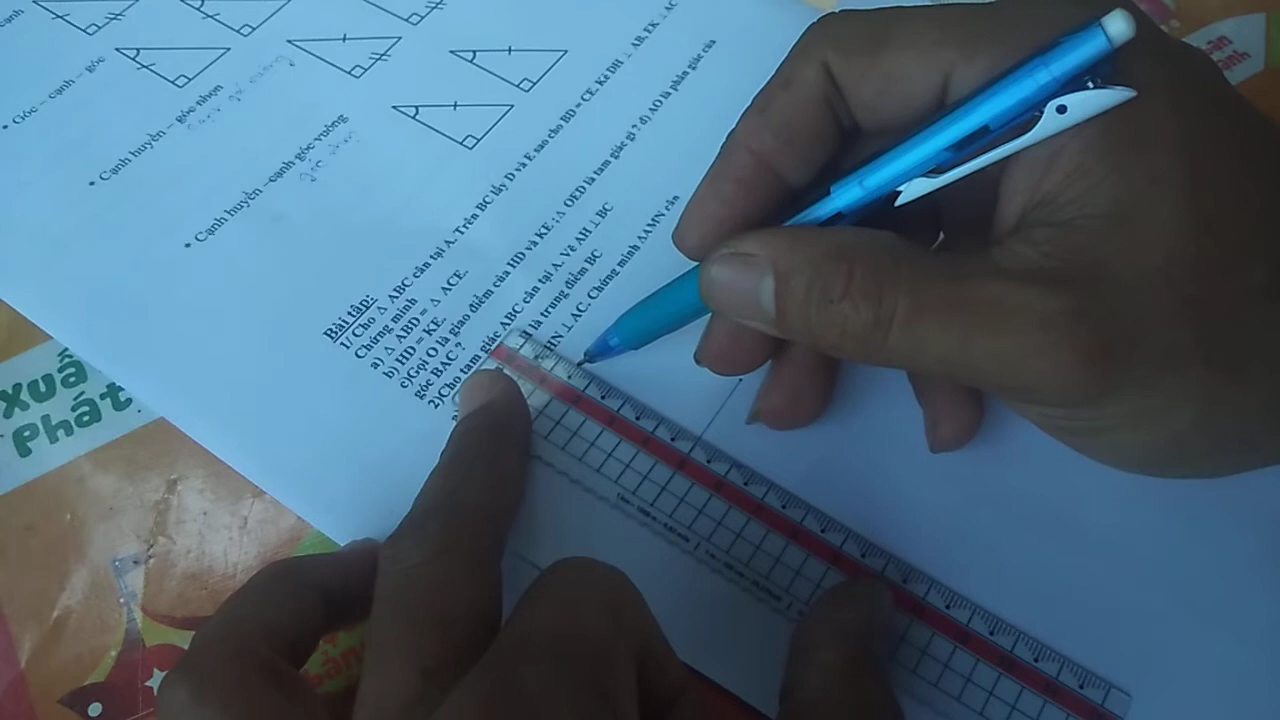 cạnh
* Góc – cạnh – góc
* Cạnh huyền – góc nhọn
* Cạnh huyền –cạnh góc vuông
Bài tập:
1/ Cho △ ABC cân tại A. Trên BC lấy D và E sao cho BD = CE. Kẻ DH ⊥ AB, EK ⊥ AC
Chứng minh
a) △ ABD = △ ACE.
b) HD = KE.
c)Gọi O là giao điểm của HD và KE ; △ OED là tam giác gì ? d) AO là phân giác của
góc BAC ?
2)Cho tam giác ABC cân tại A. Vẽ AH ⊥ BC
H là trung điểm BC
HN ⊥ AC. Chứng minh △AMN cân
Xuấ
Phát